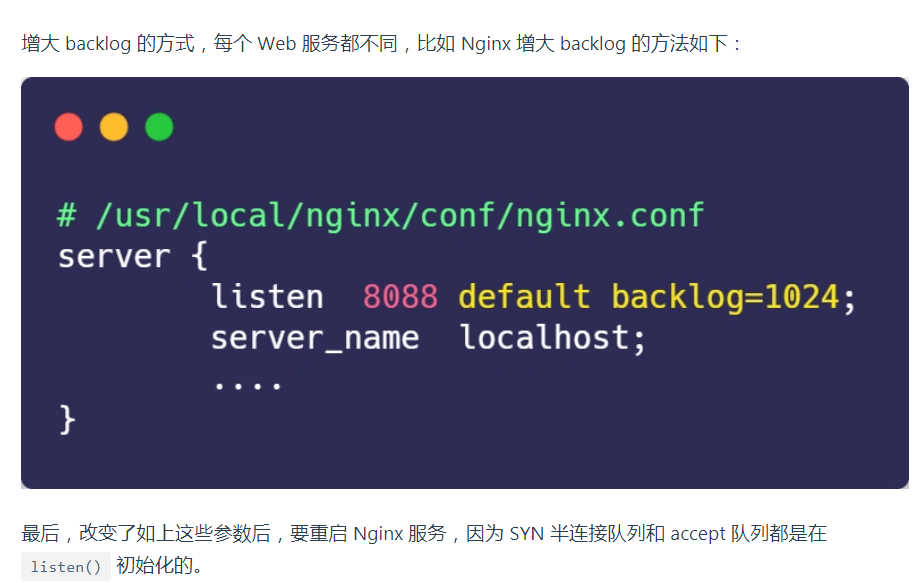 增大 backlog 的方式，每个 Web 服务都不同，比如 Nginx 增大 backlog 的方法如下：
# /usr/local/nginx/conf/nginx.conf
server {
listen 8088 default backlog=1024;
server_name localhost;
....
}
最后，改变了如上这些参数后，要重启 Nginx 服务，因为 SYN 半连接队列和 accept 队列都是在
listen() 初始化的。